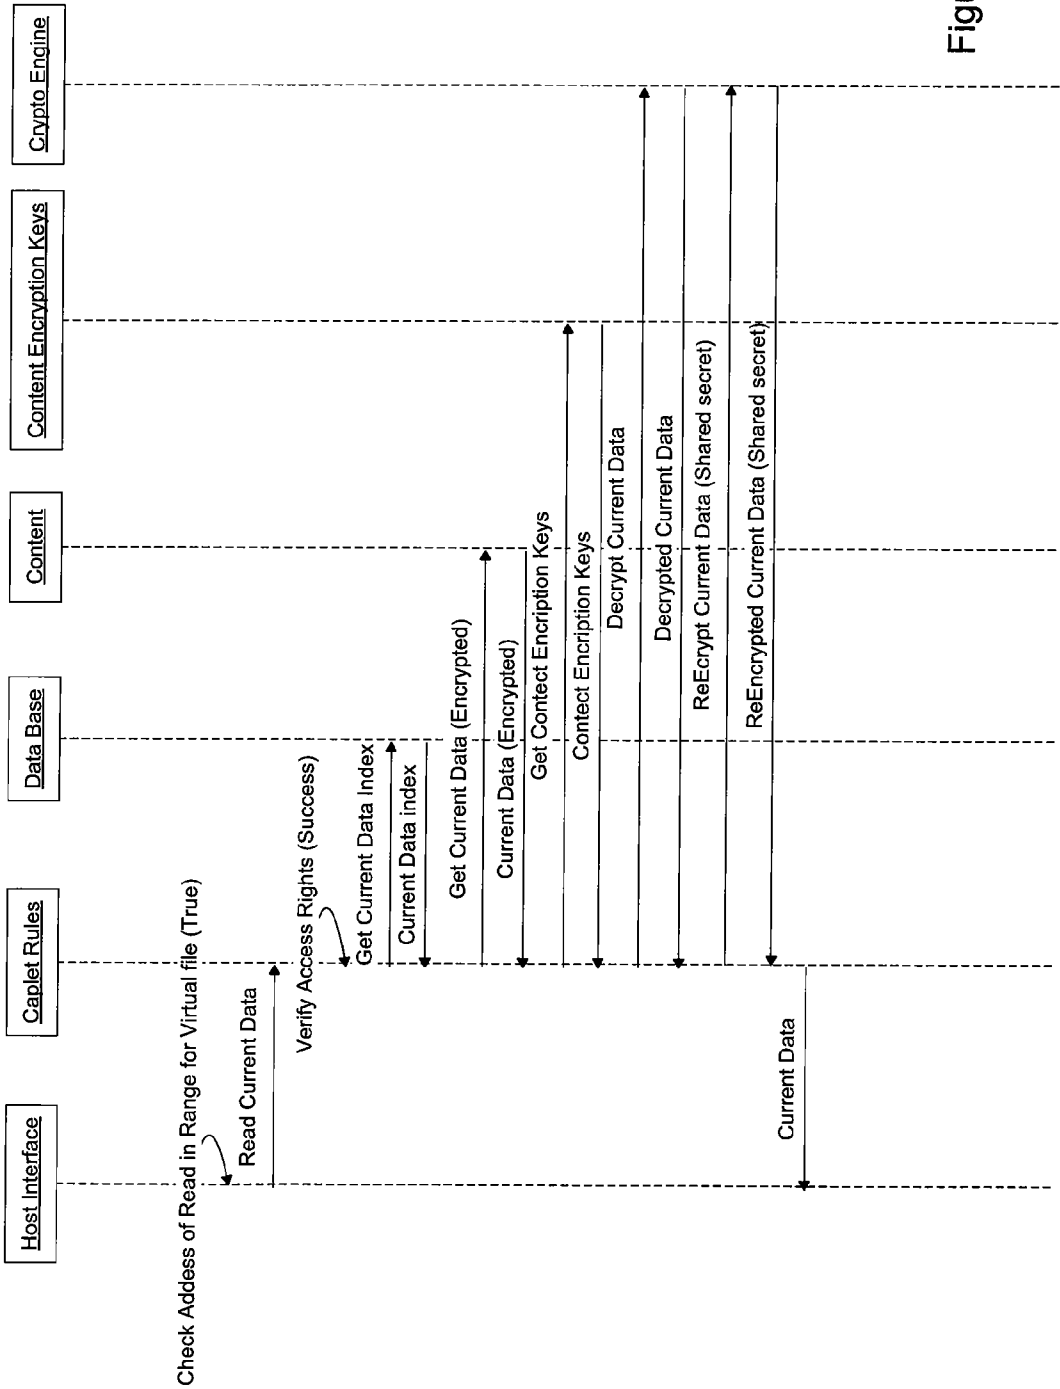 Host Interface
Caplet Rules
Data Base
Content
Content Encryption Keys
Crypto Engine
Check Addess of Read in Range for Virtual file (True)
Read Current Data
Verify Access Rights (Success)
Get Current Data Index
Current Data index
Get Current Data (Encrypted)
Current Data (Encrypted)
Get Contect Encription Keys
Contect Encription Keys
Decrypt Current Data
Decrypted Current Data
ReEcrypt Current Data (Shared secret)
ReEncrypted Current Data (Shared secret)
Current Data